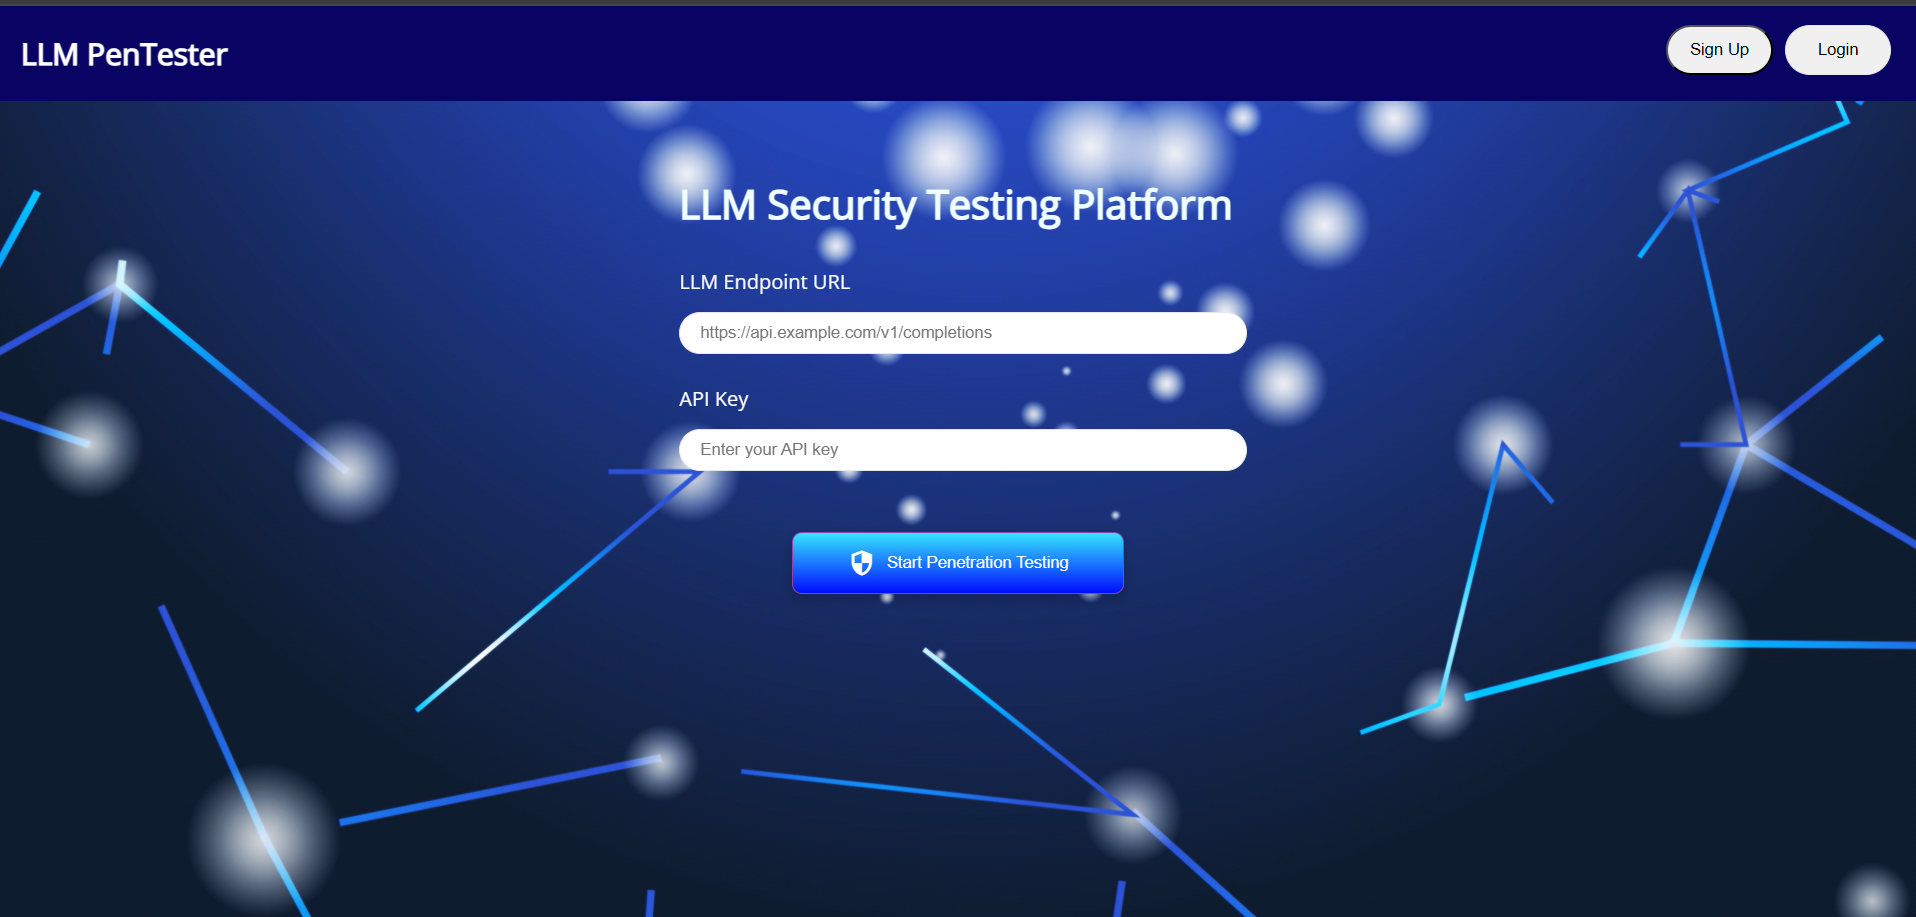 LLM PenTester
Sign Up
Login
LLM Security Testing Platform
LLM Endpoint URL
https://api.example.com/v1/completions
API Key
Enter your API key
Start Penetration Testing